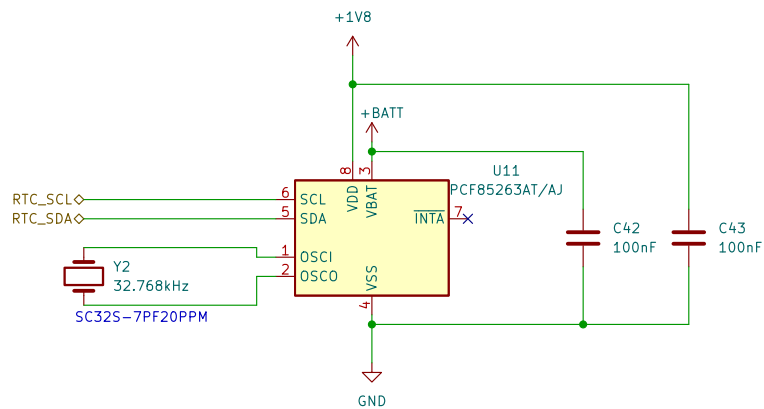 +1V8
+BATT
U11
PCF85263AT/AJ
8
3
VDD
VBAT
RTC_SCL
6
SCL
RTC_SDA
5
SDA
INTA
7
C42
100nF
C43
100nF
1
OSCI
2
OSCO
VSS
4
Y2
32.768kHz
SC32S-7PF20PPM
GND